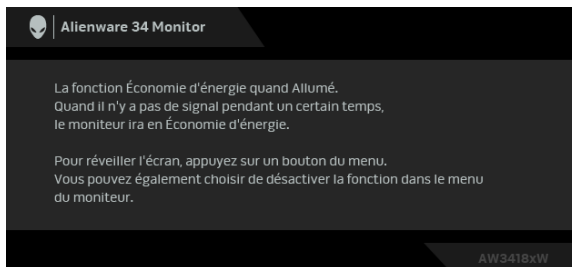 Alienware 34 Monitor
La fonction Économie d'énergie quand Allumé.
Quand il n'y a pas de signal pendant un certain temps,
le moniteur ira en Économie d'énergie.
Pour réveiller l'écran, appuyez sur un bouton du menu.
Vous pouvez également choisir de désactiver la fonction dans le menu
du moniteur.
AW3418xW